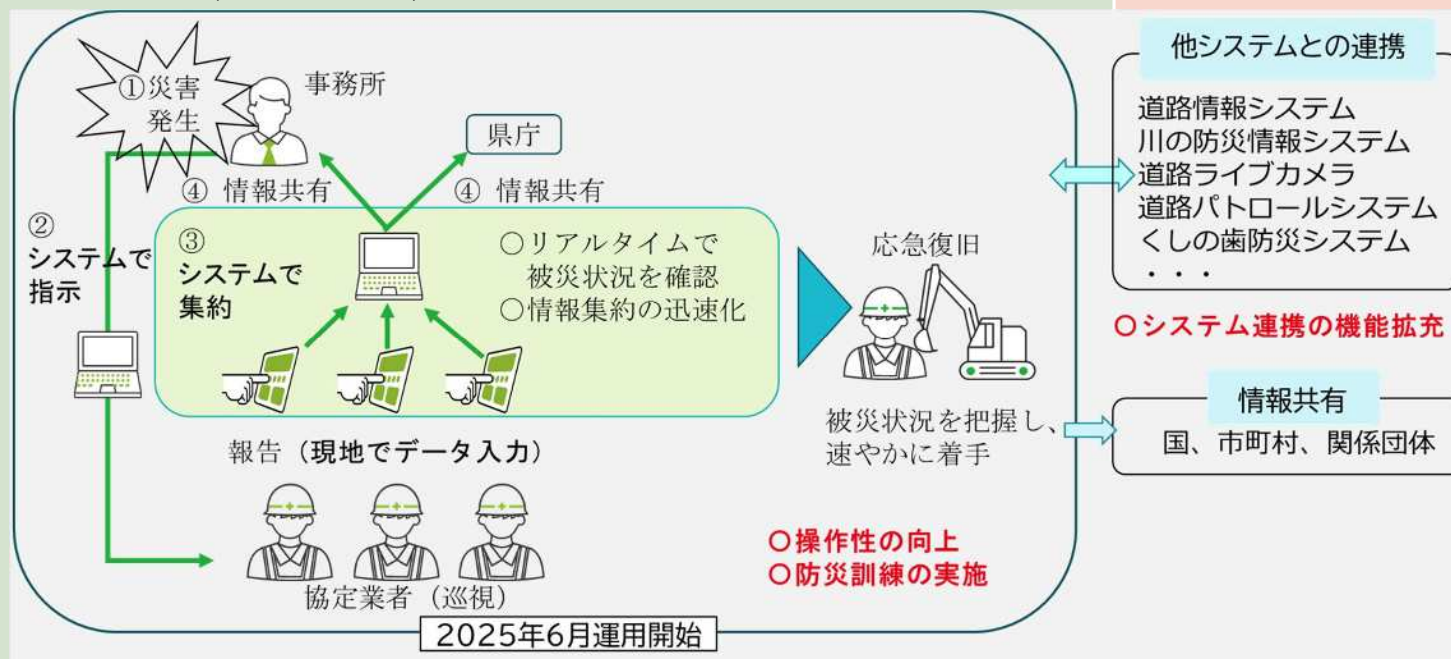 ①災害
発生
事務所
県庁
④ 情報共有
④ 情報共有
②
システムで
指示
③
システムで
集約
○リアルタイムで
被災状況を確認
○情報集約の迅速化
報告（現地でデータ入力）
協定業者（巡視）
応急復旧
被災状況を把握し、
速やかに着手
○操作性の向上
○防災訓練の実施
2025年6月運用開始
他システムとの連携
道路情報システム
川の防災情報システム
道路ライブカメラ
道路パトロールシステム
くしの歯防災システム
・・・
○システム連携の機能拡充
情報共有
国、市町村、関係団体